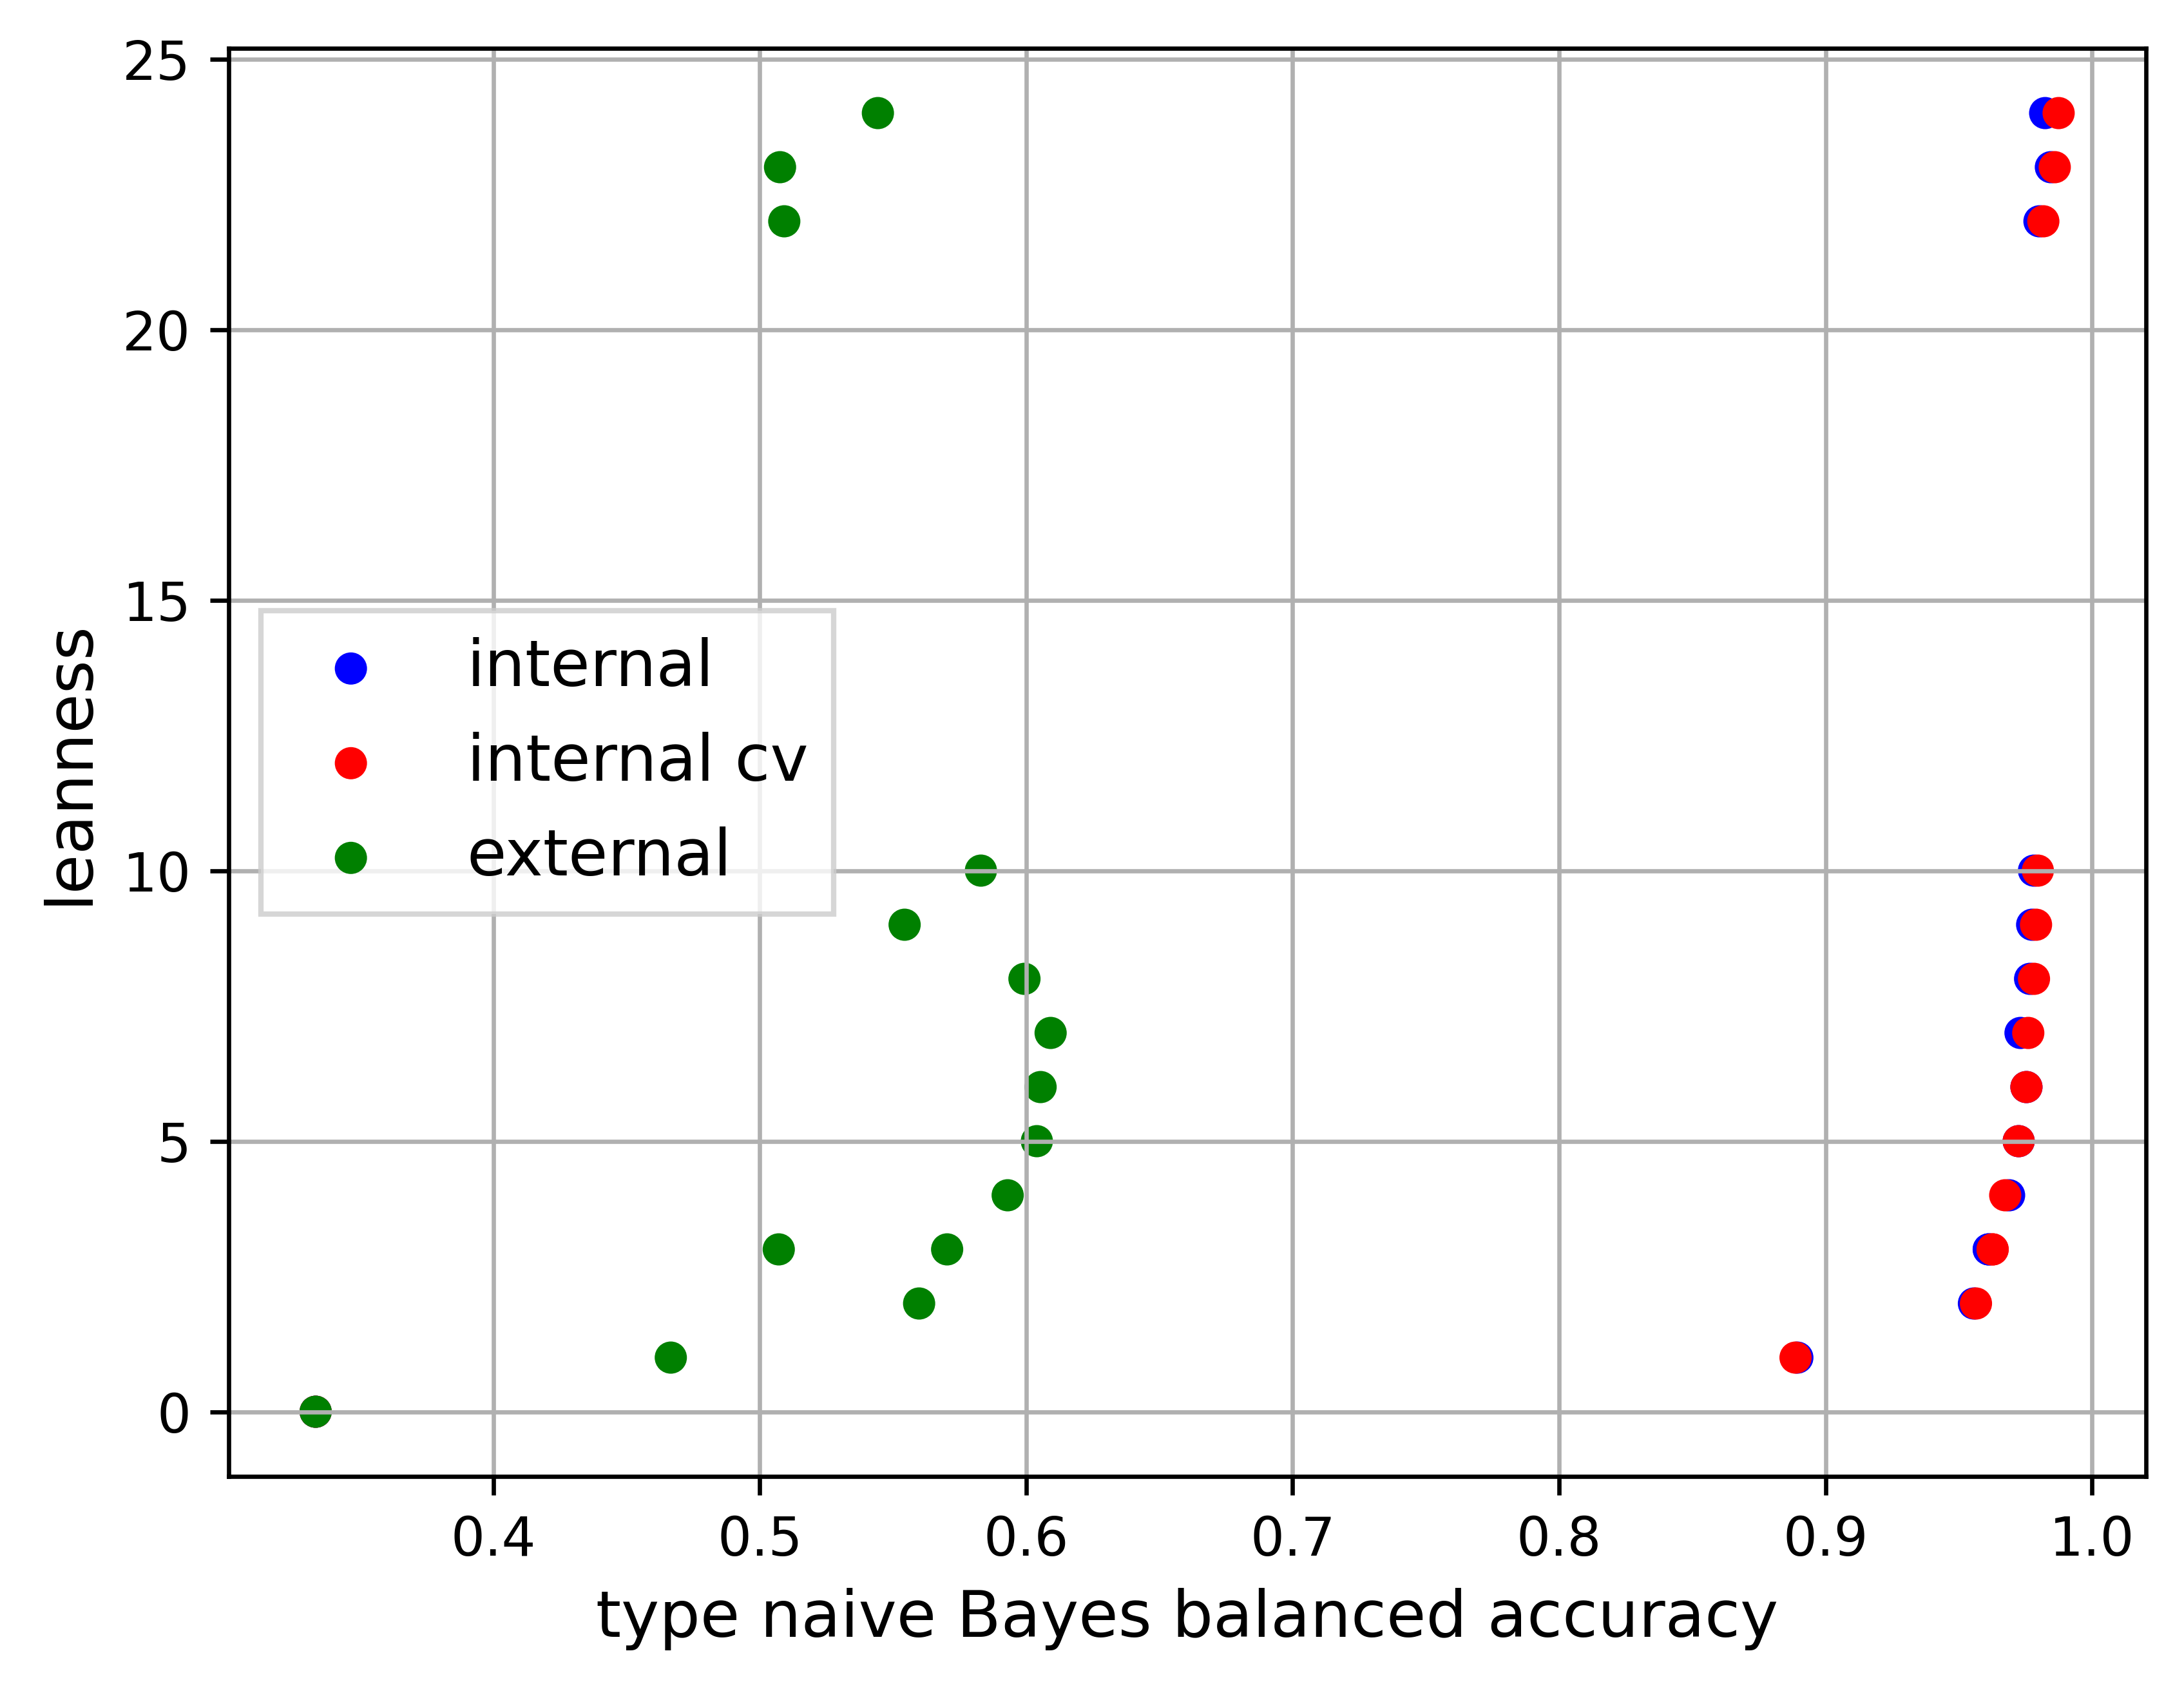 25
20
15
10
5
0
leanness
internal
internal cv
external
0.4 0.5 0.6 0.7 0.8 0.9 1.0
type naive Bayes balanced accuracy